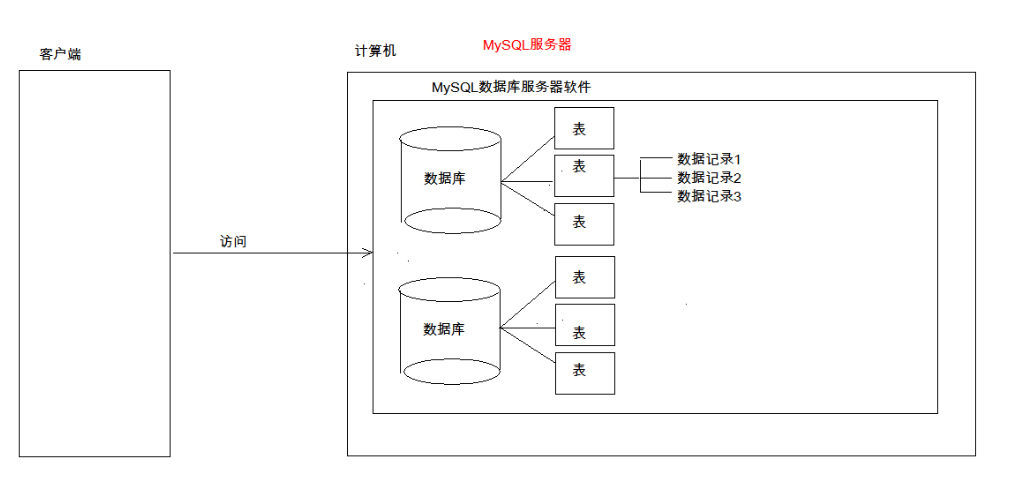 客户端
计算机
MySQL服务器
MySQL数据库服务器软件
数据库
表
表
表
数据记录1
数据记录2
数据记录3
访问
数据库
表
表
表